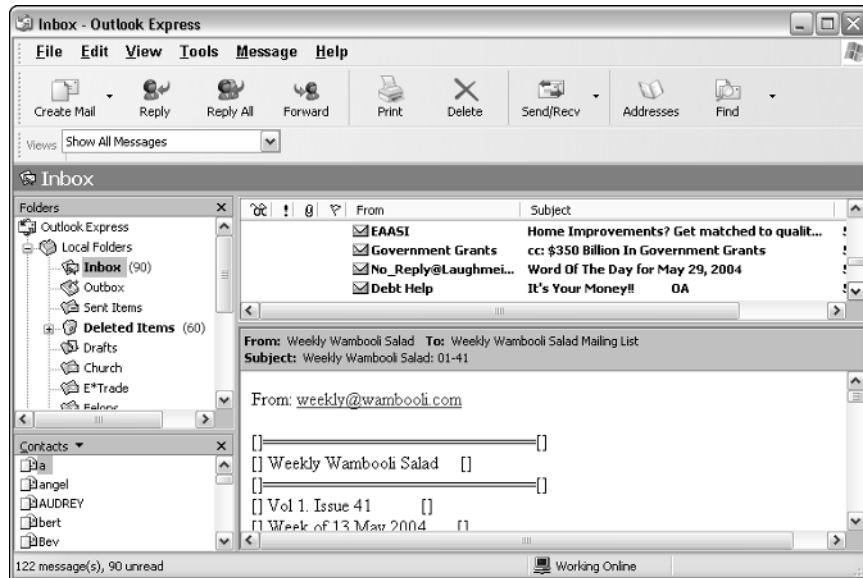 Inbox - Outlook Express
File Edit View Tools Message Help
Create Mail Reply Reply All Forward Print Delete Send/Recv Addresses Find
Views Show All Messages
Inbox
Folders
Outlook Express
Local Folders
Inbox (90)
Outbox
Sent Items
Deleted Items (60)
Drafts
Church
E*Trade
Contacts
a
angel
AUDREY
bert
Bev
! From Subject
EAASI Home Improvements? Get matched to qualit...
Government Grants cc: $350 Billion In Government Grants
No_Reply@Laughmei... Word Of The Day for May 29, 2004
Debt Help It's Your Money!! OA
From: Weekly Wambooli Salad To: Weekly Wambooli Salad Mailing List
Subject: Weekly Wambooli Salad: 01-41
From: weekly@wambooli.com
[]══════════════════════[]
[] Weekly Wambooli Salad []
[]══════════════════════[]
[] Vol 1. Issue 41 []
[] Week of 13 May 2004 []
122 message(s), 90 unread Working Online